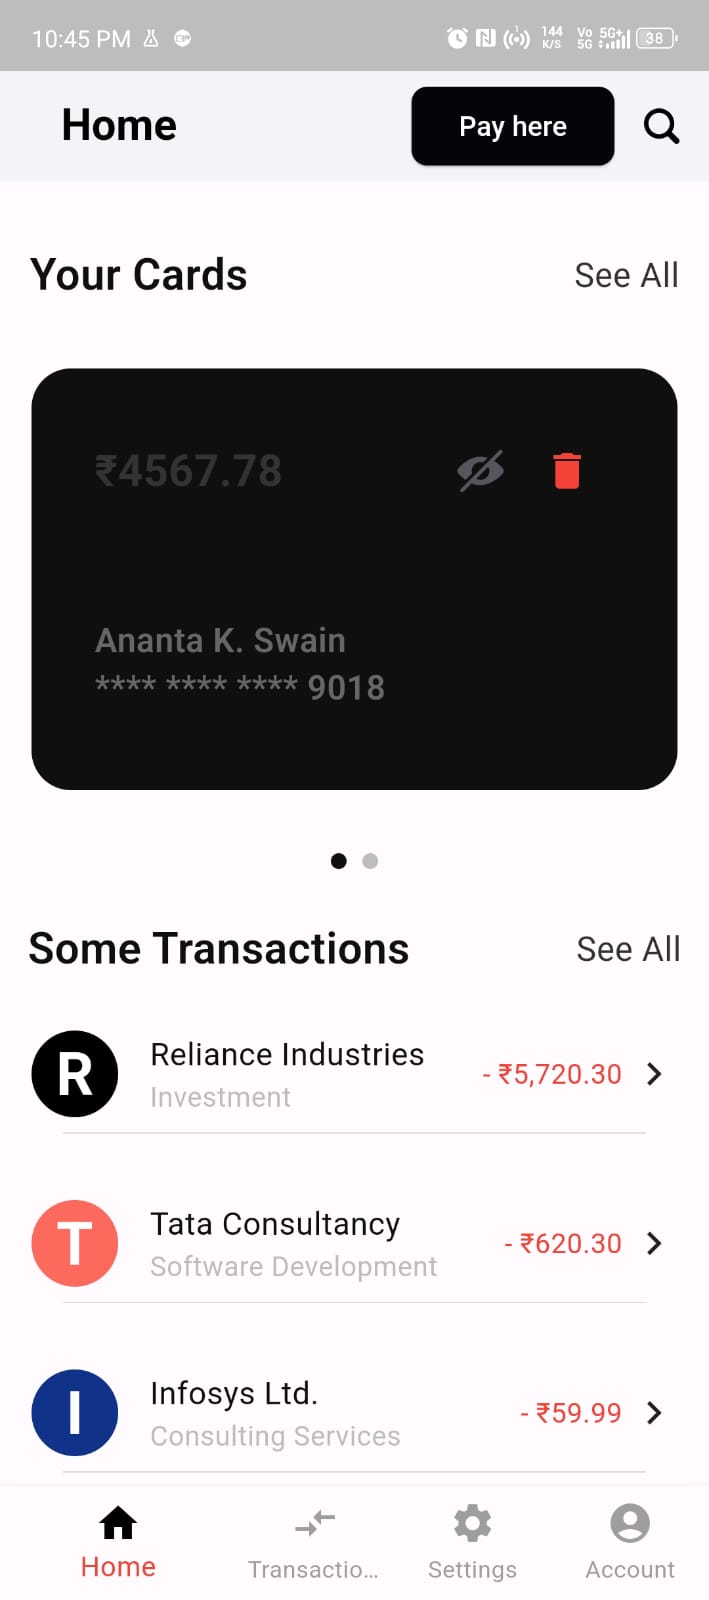 10:45 PM
144 K/S Vo 5G 5G+ 38
Home
Pay here
Your Cards
See All
₹4567.78
Ananta K. Swain
**** **** **** 9018
Some Transactions
See All
R
Reliance Industries
- ₹5,720.30
Investment
T
Tata Consultancy
- ₹620.30
Software Development
I
Infosys Ltd.
- ₹59.99
Consulting Services
Home
Transactio...
Settings
Account